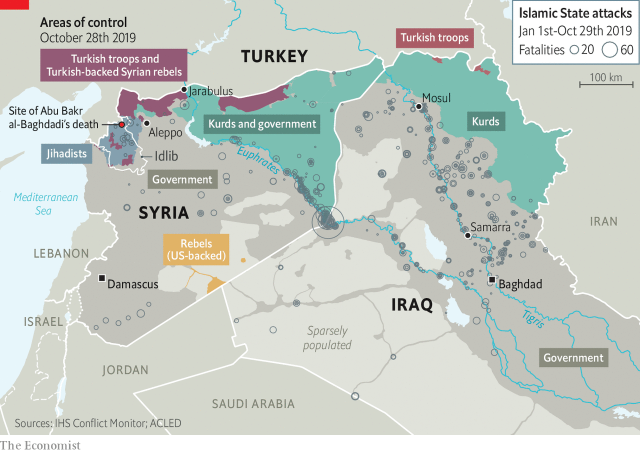 Areas of control
October 28th 2019
Islamic State attacks
Jan 1st-Oct 29th 2019
Fatalities 20 60
100 km
TURKEY
Turkish troops
Turkish troops and
Turkish-backed Syrian rebels
Jarabulus
Mosul
Site of Abu Bakr
al-Baghdadi's death
Aleppo
Kurds and government
Kurds
Jihadists
Idlib
Euphrates
Government
Mediterranean
Sea
SYRIA
IRAN
Samarra
Rebels
(US-backed)
LEBANON
Damascus
Baghdad
IRAQ
ISRAEL
Tigris
Sparsely
populated
Government
JORDAN
SAUDI ARABIA
Sources: IHS Conflict Monitor; ACLED
The Economist